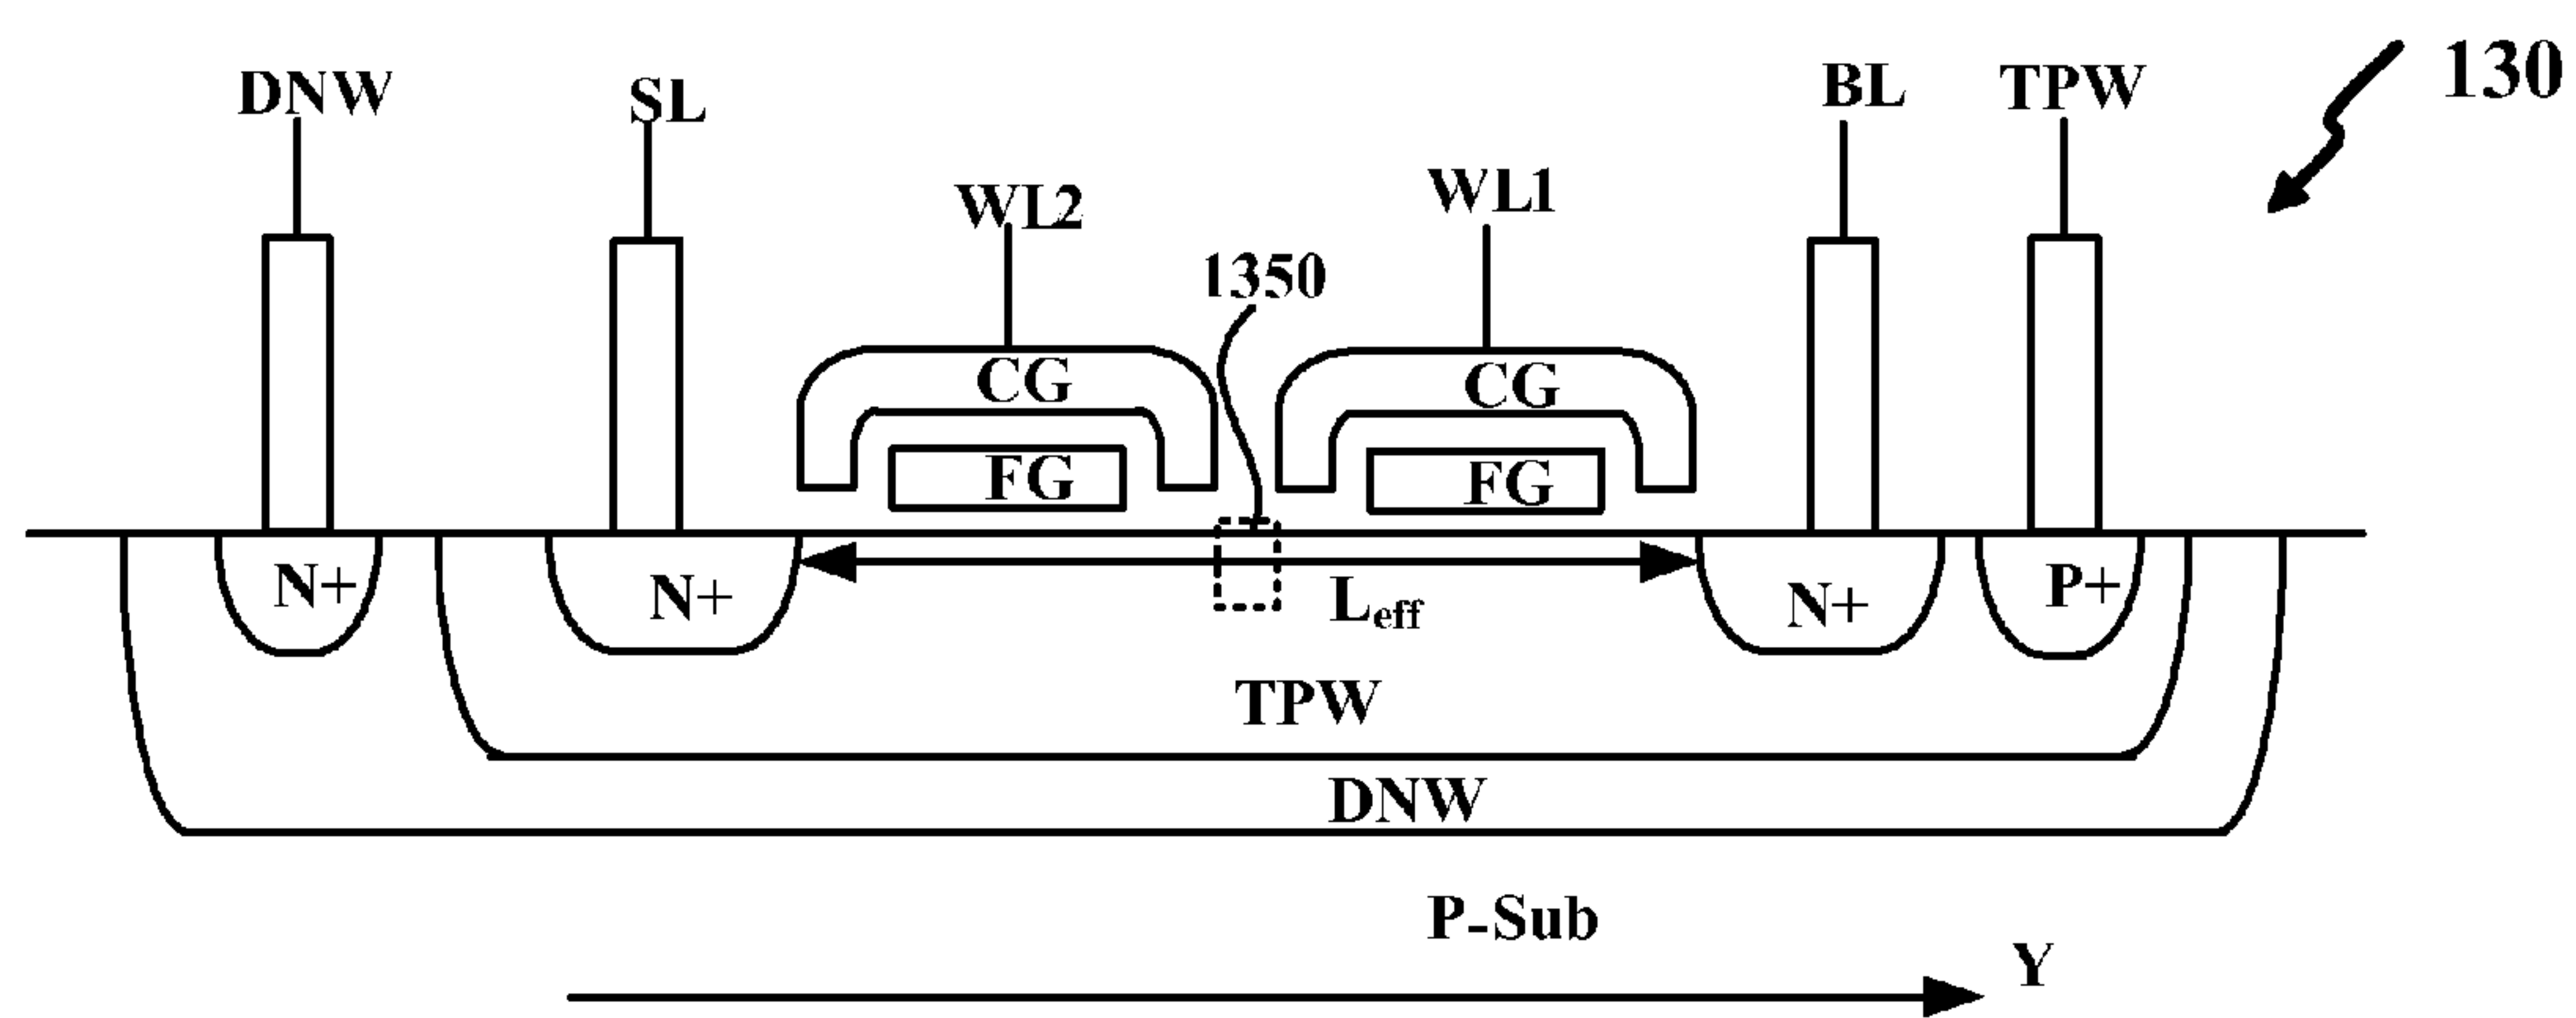 130
DNW
SL
BL
TPW
WL2
WL1
1350
CG
CG
FG
FG
N+
N+
Leff
N+
P+
TPW
DNW
P-Sub
Y